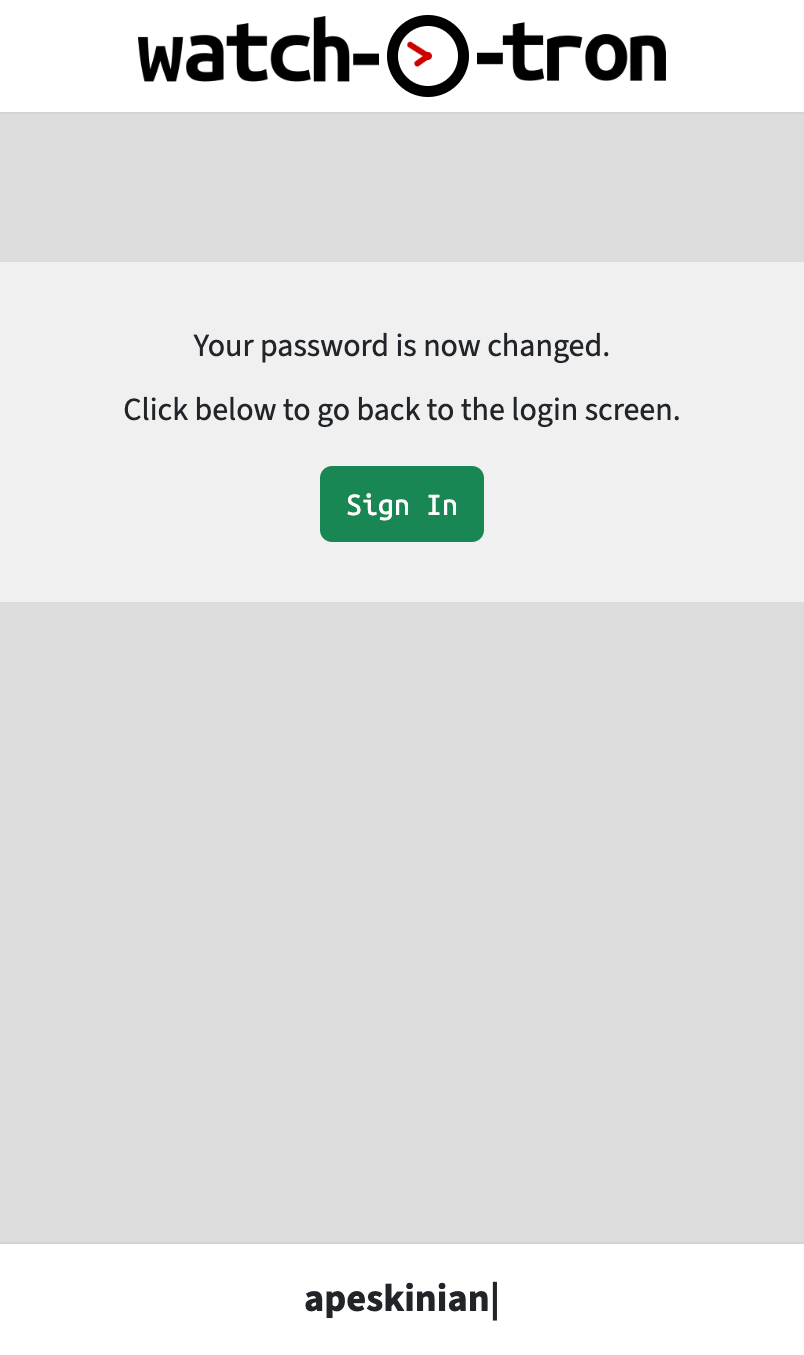 watch-O-tron
Your password is now changed.
Click below to go back to the login screen.
Sign In
apeskinian|